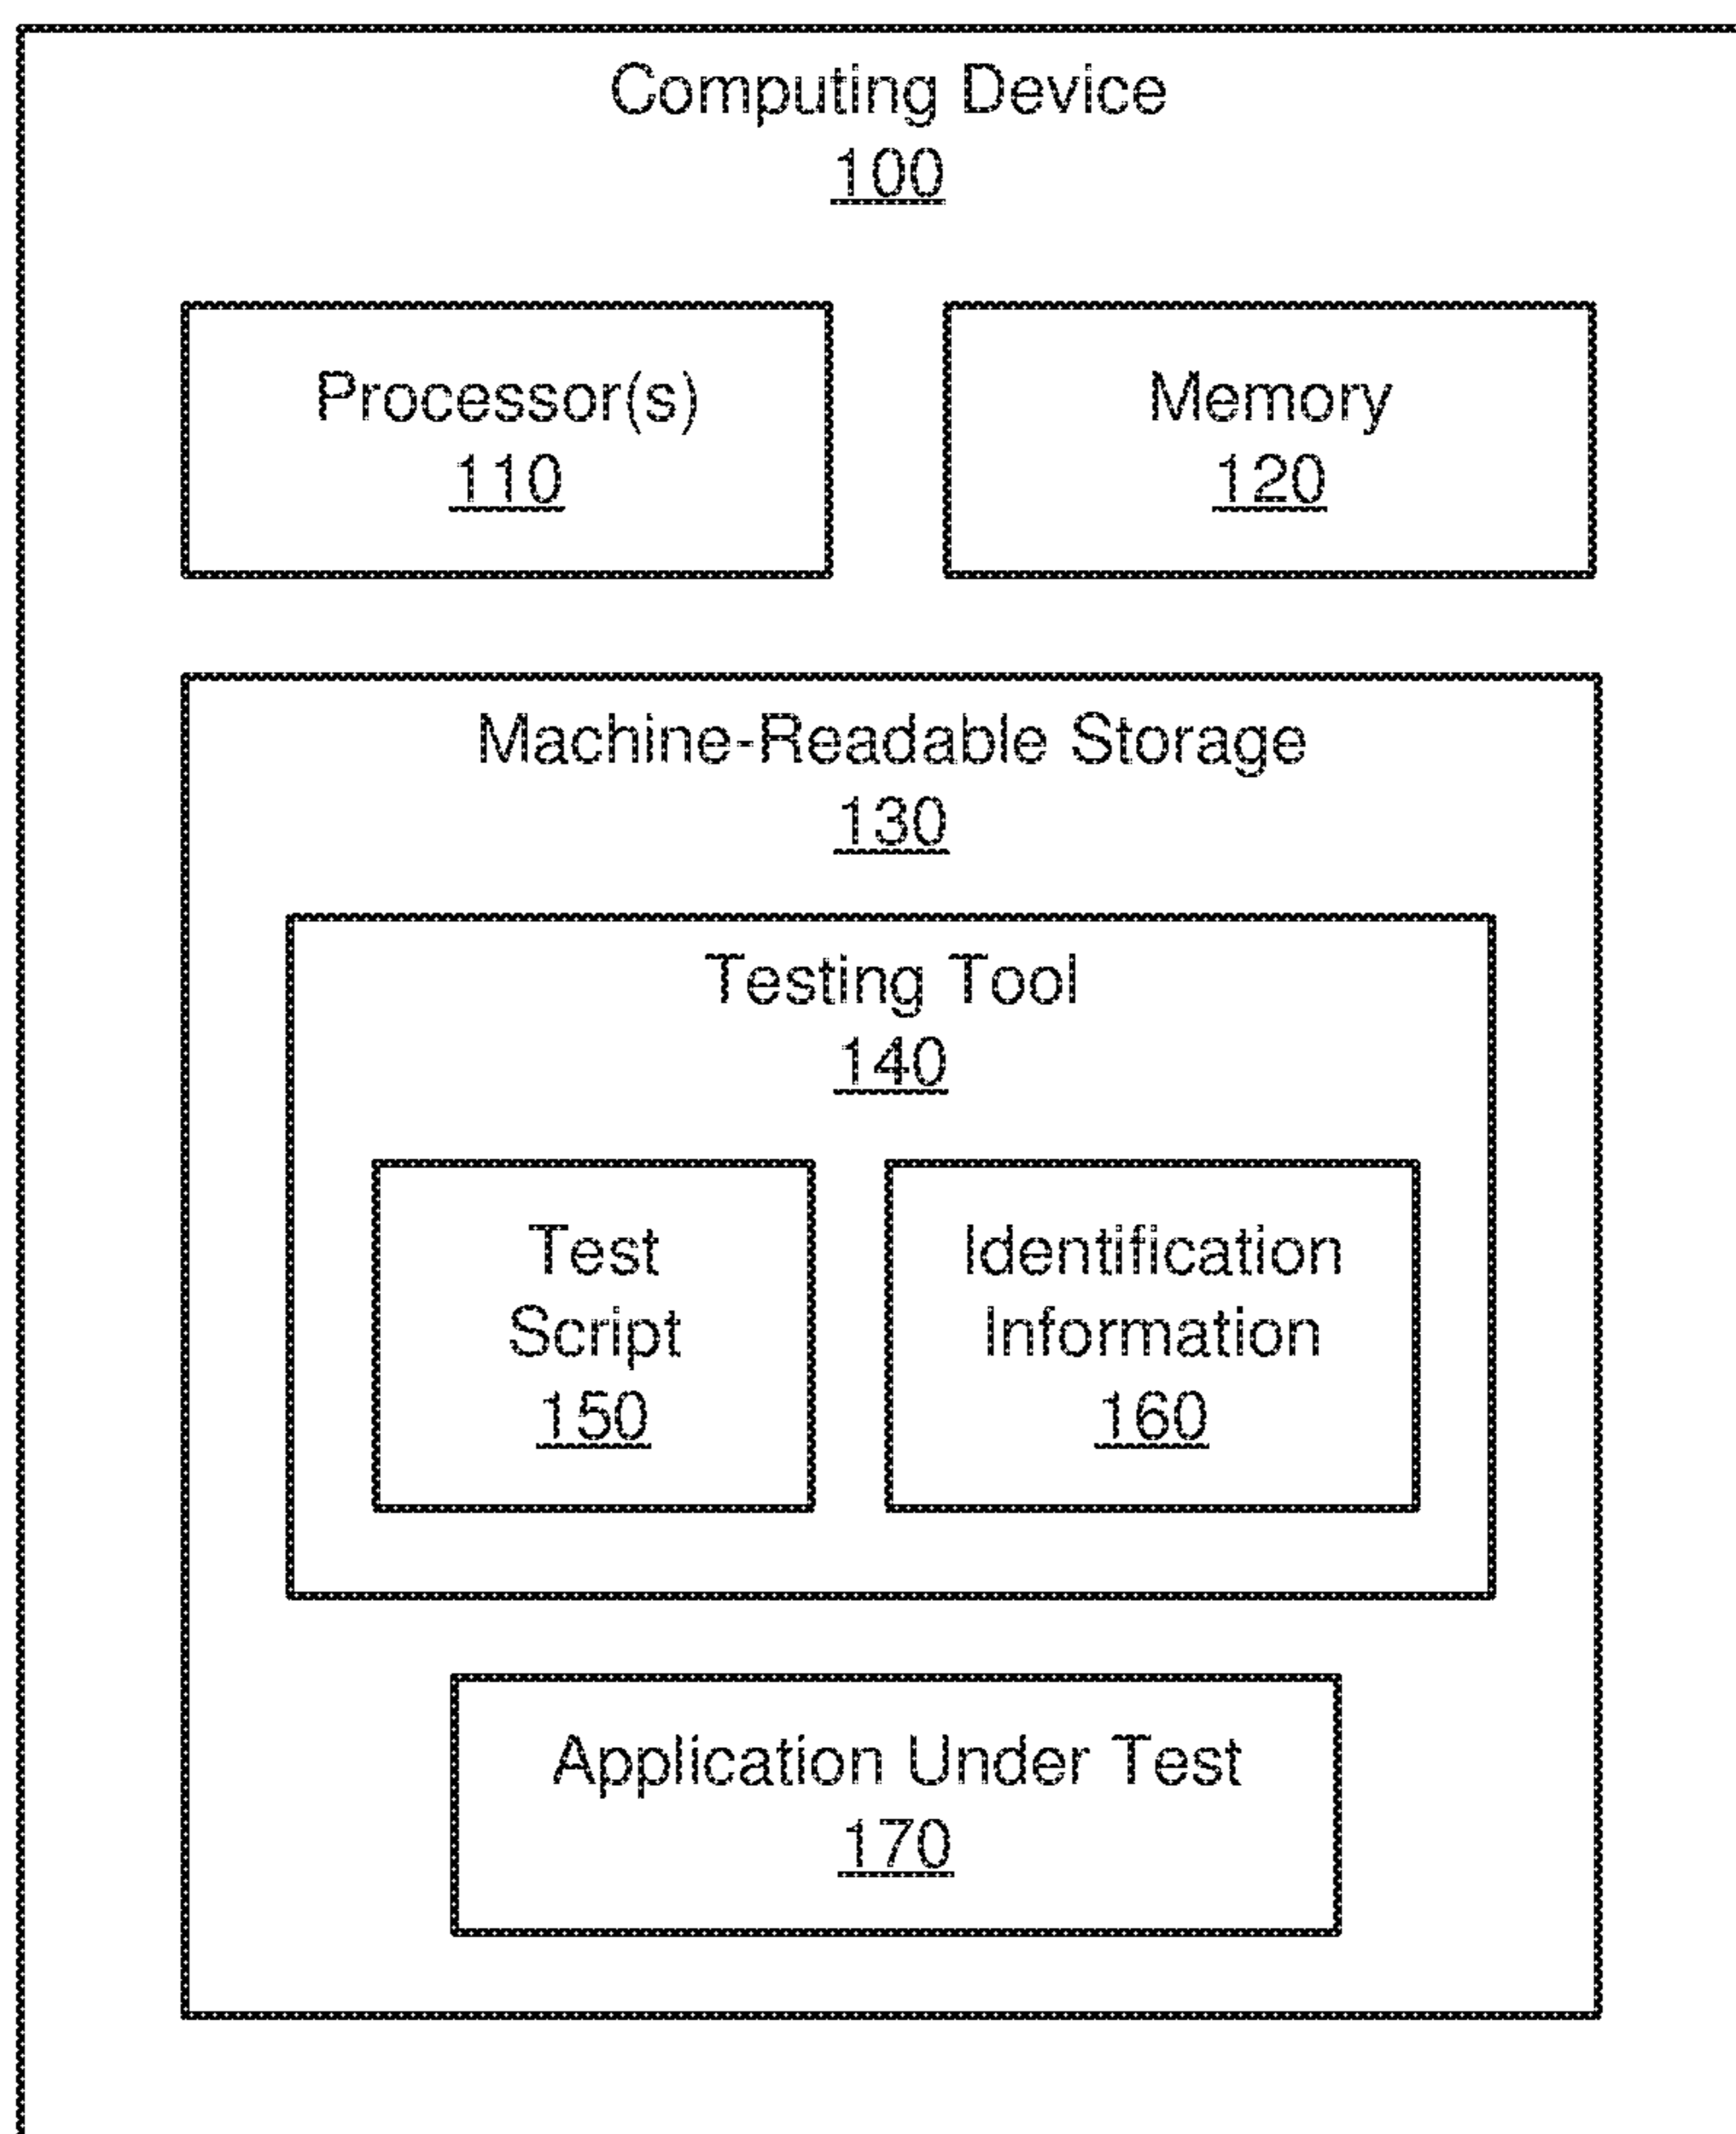 Computing Device
100
Processor(s)
110
Memory
120
Machine-Readable Storage
130
Testing Tool
140
Test
Script
150
Identification
Information
160
Application Under Test
170